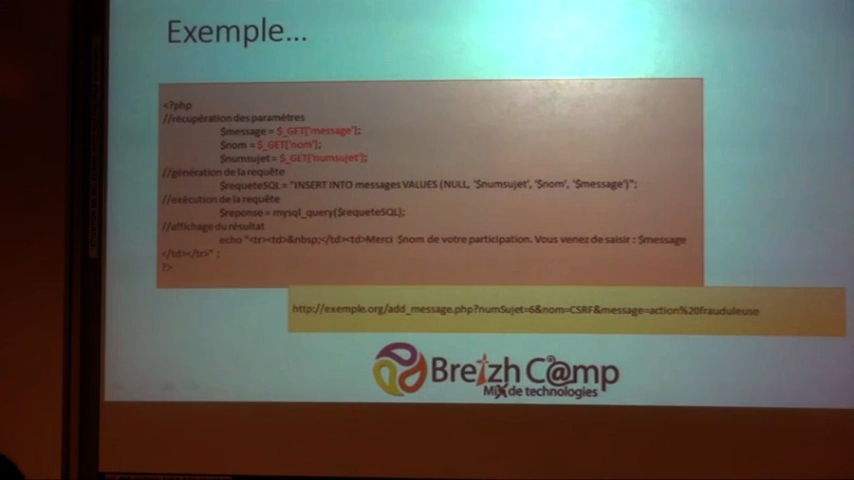 Exemple...
<?php
//récupération des paramètres
$message = $_GET['message'];
$nom = $_GET['nom'];
$numsujet = $_GET['numsujet'];
//génération de la requête
$requeteSQL = "INSERT INTO messages VALUES (NULL, '$numsujet', '$nom', '$message')";
//exécution de la requête
$reponse = mysql_query($requeteSQL);
//affichage du résultat
echo "<tr><td>&nbsp;</td><td>Merci $nom de votre participation. Vous venez de saisir : $message
</td></tr>" ;
?>
http://exemple.org/add_message.php?numSujet=6&nom=CSRF&message=action%20frauduleuse
Breizh C@mp
Mix de technologies